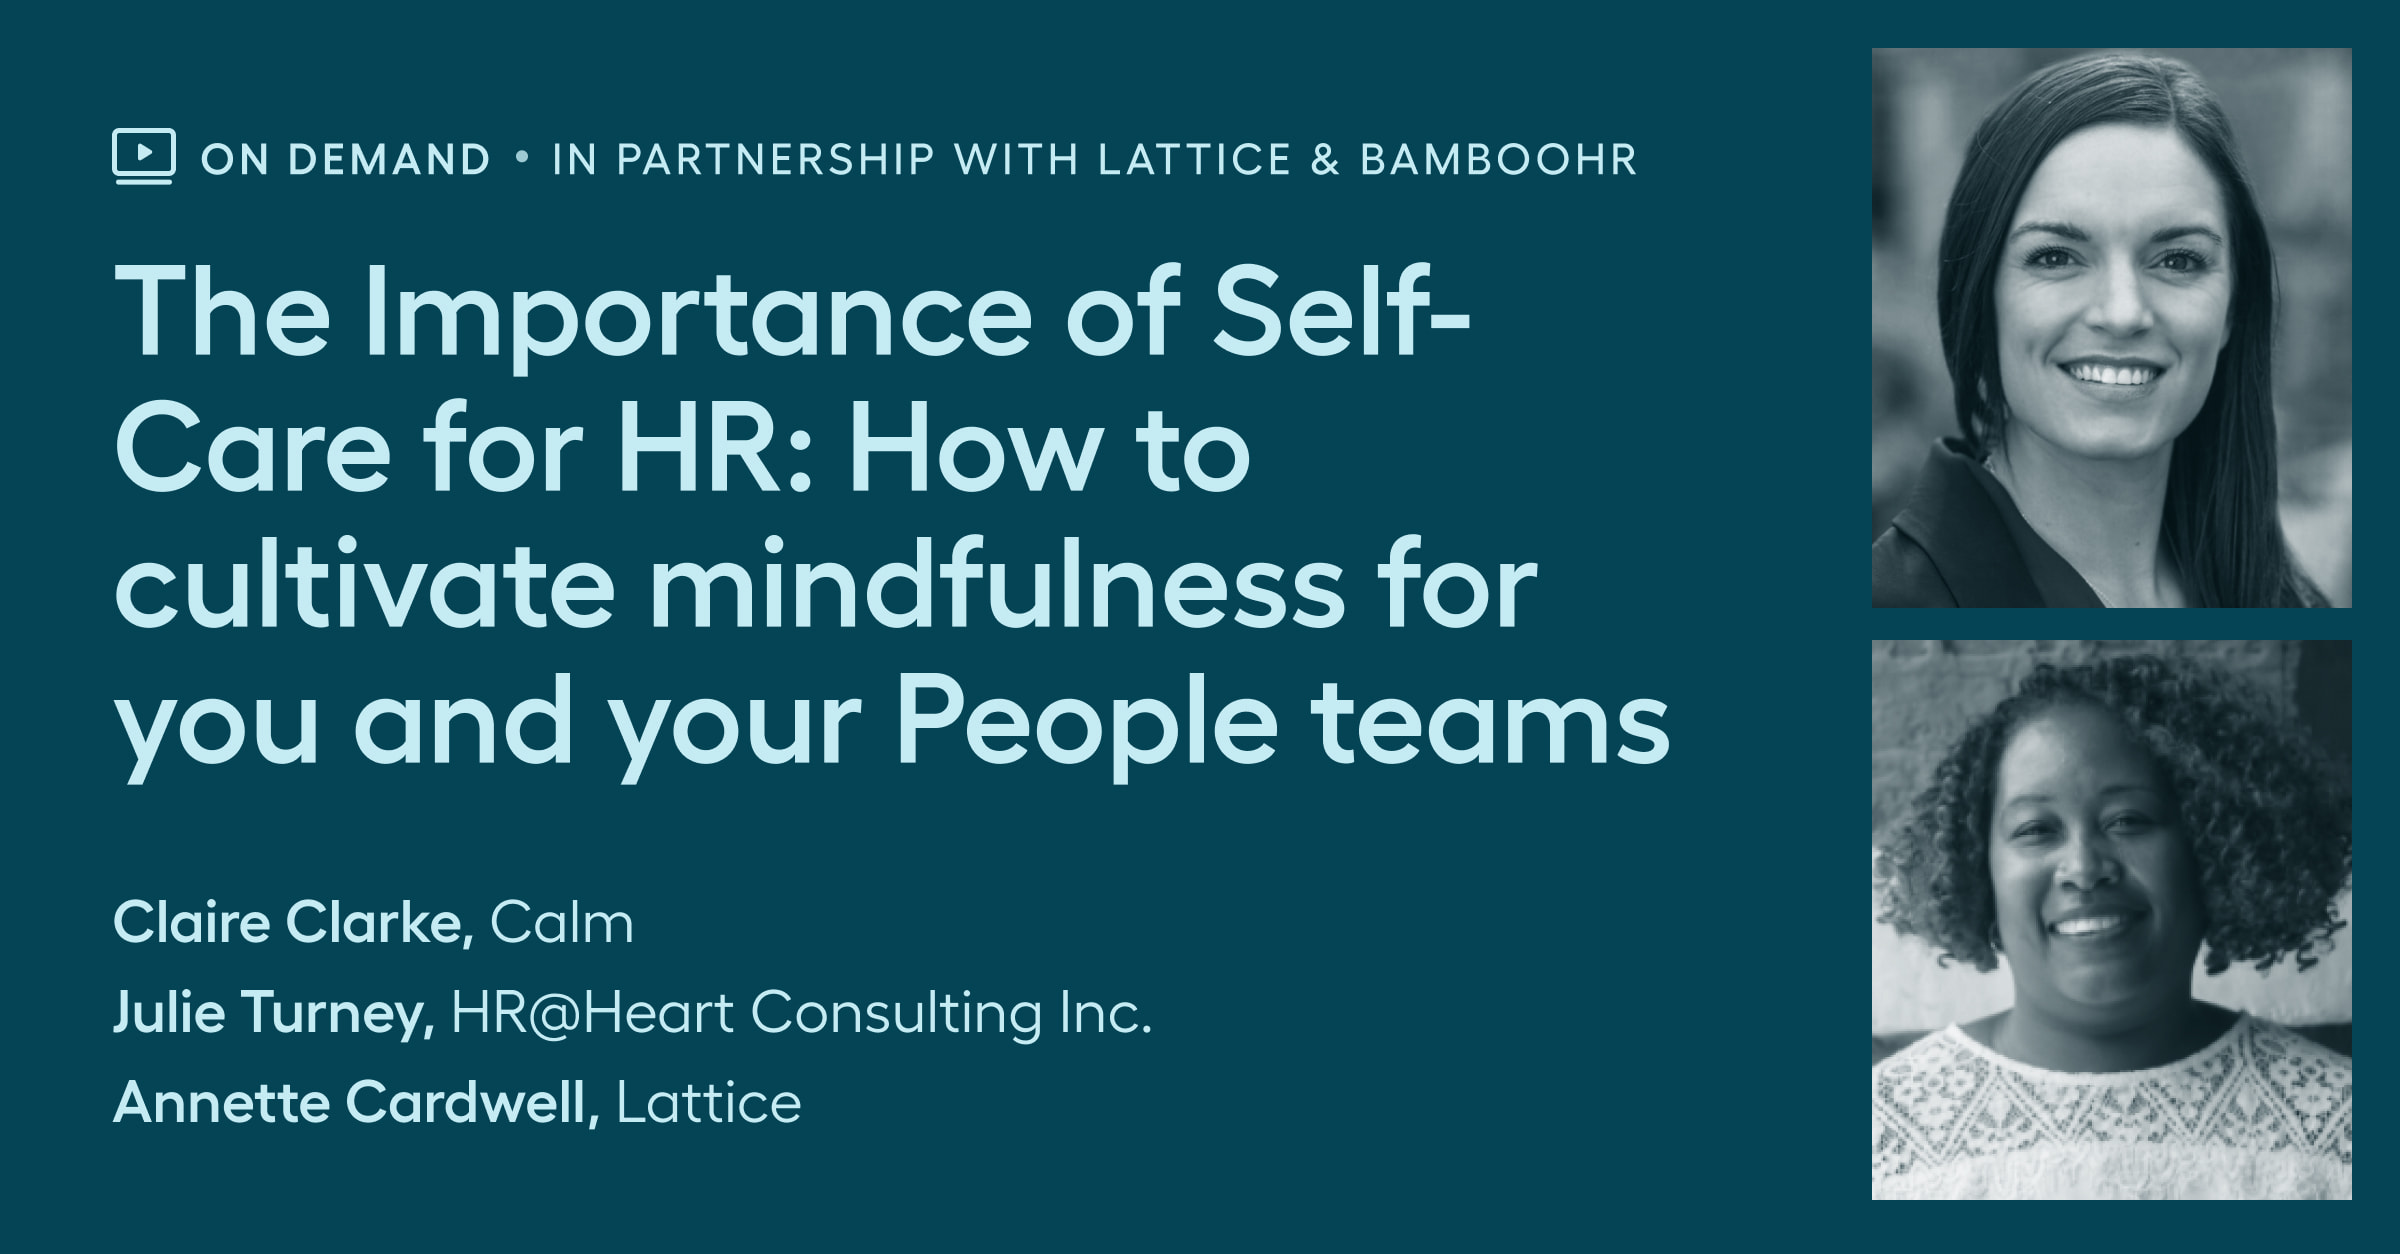 ON DEMAND • IN PARTNERSHIP WITH LATTICE & BAMBOOHR
The Importance of Self-
Care for HR: How to
cultivate mindfulness for
you and your People teams
Claire Clarke, Calm
Julie Turney, HR@Heart Consulting Inc.
Annette Cardwell, Lattice